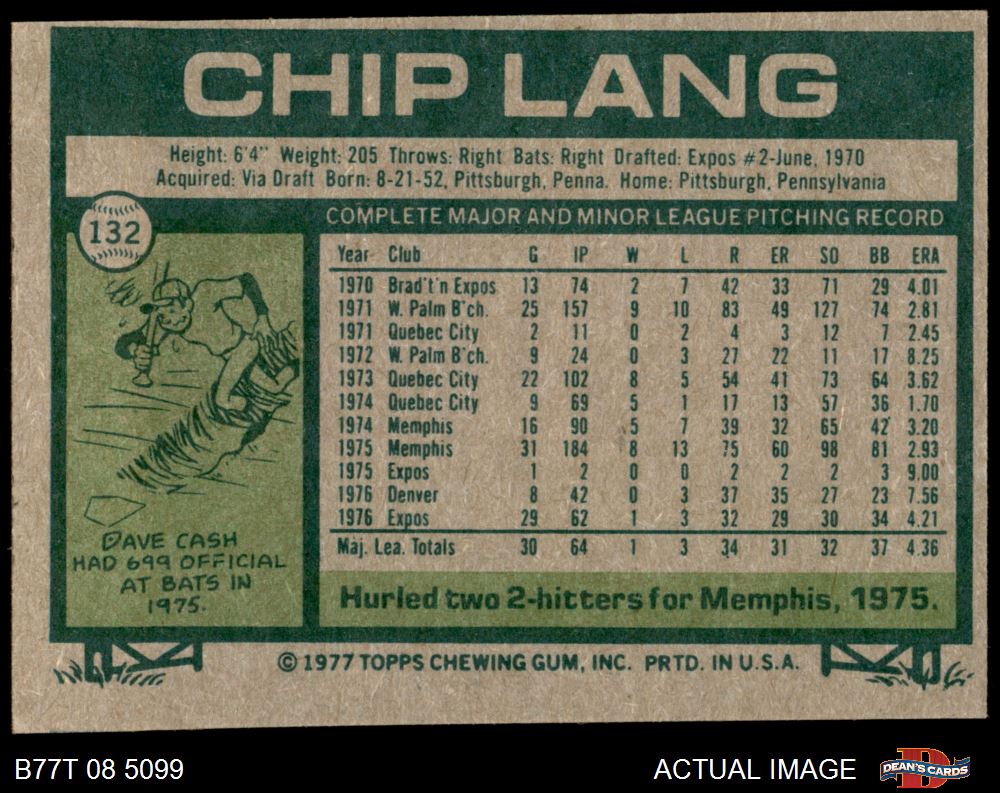 CHIP LANG
Height: 6'4" Weight: 205 Throws: Right Bats: Right Drafted: Expos #2-June, 1970
Acquired: Via Draft Born: 8-21-52, Pittsburgh, Penna. Home: Pittsburgh, Pennsylvania
132
COMPLETE MAJOR AND MINOR LEAGUE PITCHING RECORD
Year Club G IP W L R ER SO BB ERA
1970 Brad't'n Expos 13 74 2 7 42 33 71 29 4.01
1971 W. Palm B'ch. 25 157 9 10 83 49 127 74 2.81
1971 Quebec City 2 11 0 2 4 3 12 7 2.45
1972 W. Palm B'ch. 9 24 0 3 27 22 11 17 8.25
1973 Quebec City 22 102 8 5 54 41 73 64 3.62
1974 Quebec City 9 69 5 1 17 13 57 36 1.70
1974 Memphis 16 90 5 7 39 32 65 42 3.20
1975 Memphis 31 184 8 13 75 60 98 81 2.93
1975 Expos 1 2 0 0 2 2 2 3 9.00
1976 Denver 8 42 0 3 37 35 27 23 7.56
1976 Expos 29 62 1 3 32 29 30 34 4.21
Maj. Lea. Totals 30 64 1 3 34 31 32 37 4.36
DAVE CASH
HAD 699 OFFICIAL
AT BATS IN
1975.
Hurled two 2-hitters for Memphis, 1975.
© 1977 TOPPS CHEWING GUM, INC. PRTD. IN U.S.A.
B77T 08 5099
ACTUAL IMAGE
D
DEAN'S CARDS